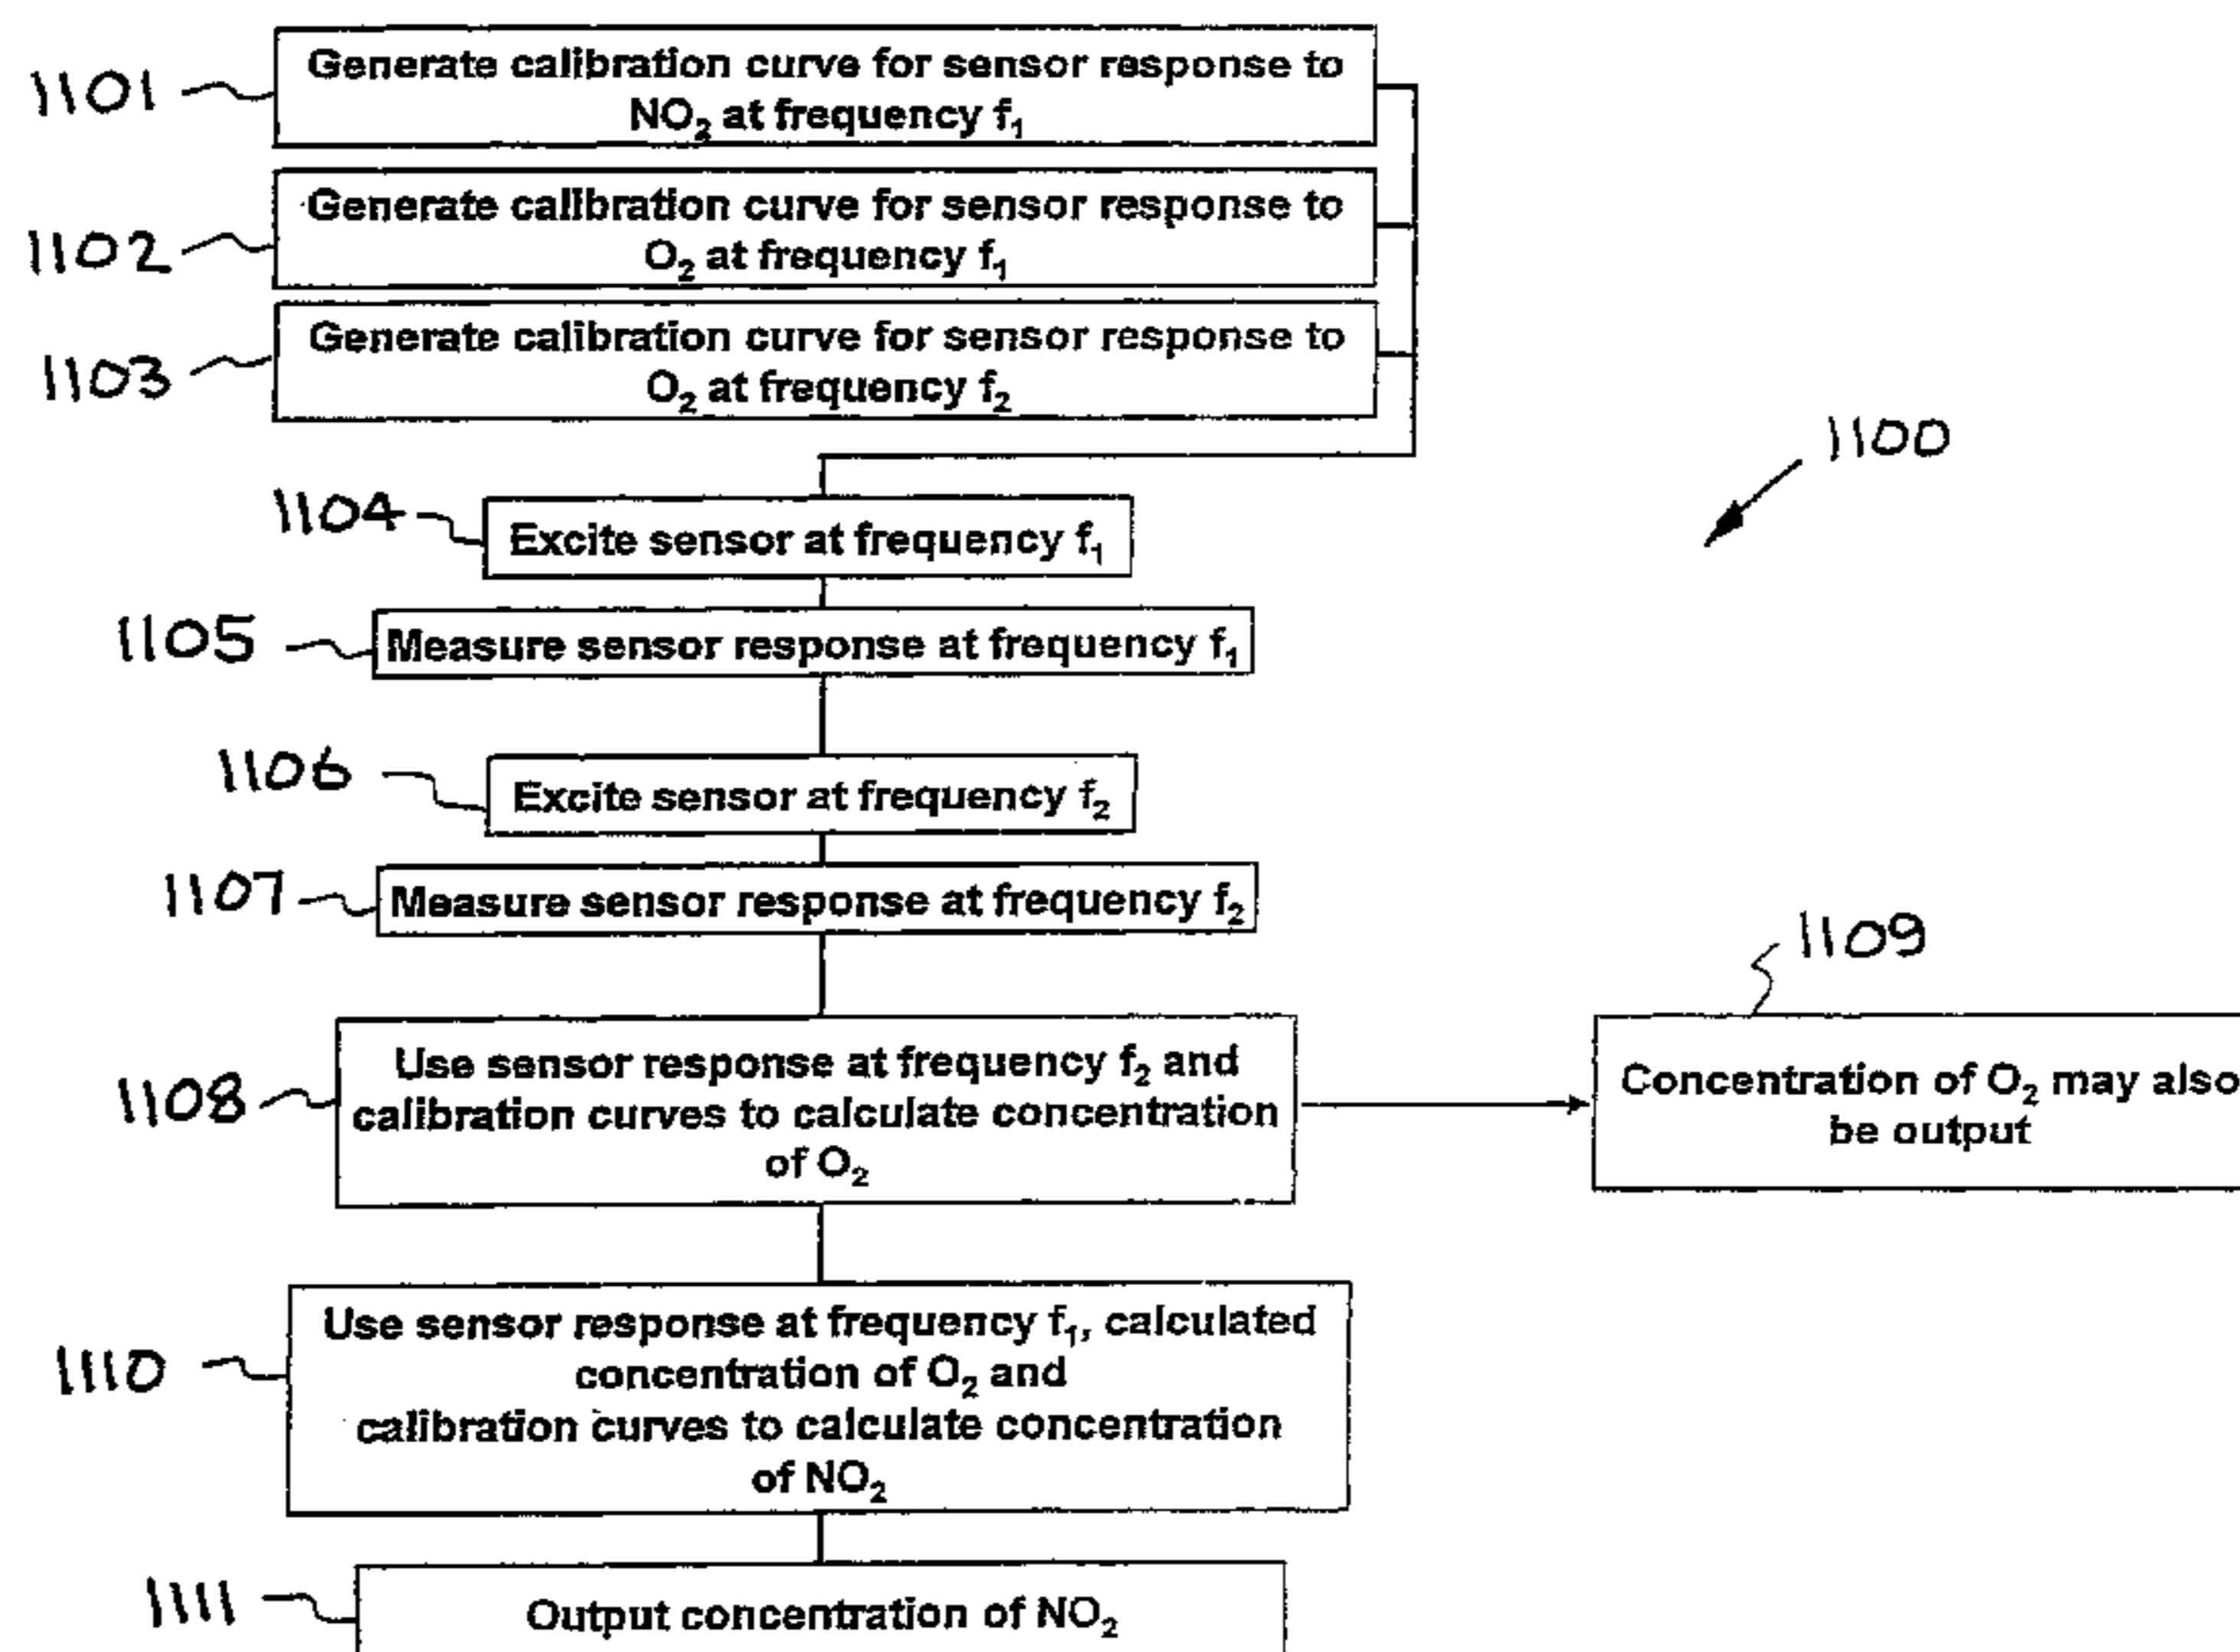 1101
Generate calibration curve for sensor response to
NO₂ at frequency f₁
1102
Generate calibration curve for sensor response to
O₂ at frequency f₁
1103
Generate calibration curve for sensor response to
O₂ at frequency f₂
1100
1104
Excite sensor at frequency f₁
1105
Measure sensor response at frequency f₁
1106
Excite sensor at frequency f₂
1107
Measure sensor response at frequency f₂
1108
Use sensor response at frequency f₂ and
calibration curves to calculate concentration
of O₂
1109
Concentration of O₂ may also
be output
1110
Use sensor response at frequency f₁, calculated
concentration of O₂ and
calibration curves to calculate concentration
of NO₂
1111
Output concentration of NO₂